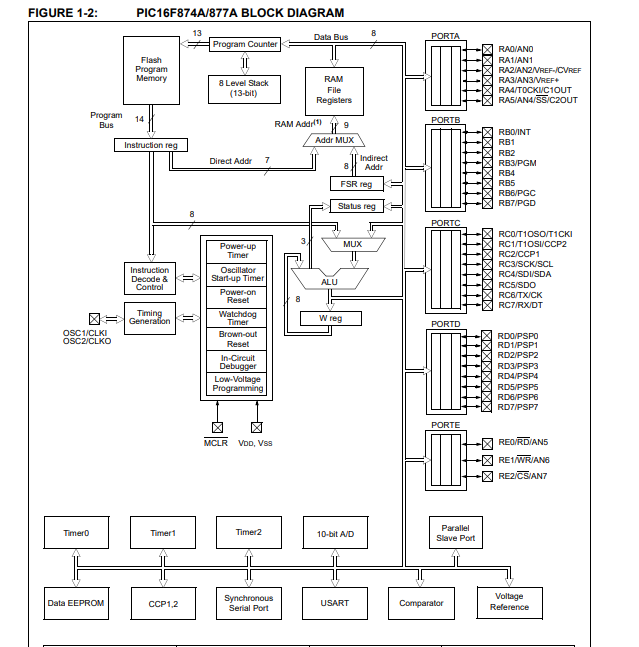 FIGURE 1-2: PIC16F874A/877A BLOCK DIAGRAM
13
Data Bus
8
PORTA
Flash
Program
Memory
Program Counter
8 Level Stack
(13-bit)
RAM
File
Registers
RA0/AN0
RA1/AN1
RA2/AN2/VREF-/CVREF
RA3/AN3/VREF+
RA4/T0CKI/C1OUT
RA5/AN4/SS/C2OUT
Program
Bus
14
RAM Addr(1)
9
PORTB
Instruction reg
Addr MUX
RB0/INT
RB1
RB2
RB3/PGM
RB4
RB5
RB6/PGC
RB7/PGD
Direct Addr
7
8
Indirect
Addr
FSR reg
Status reg
8
PORTC
3
MUX
RC0/T1OSO/T1CKI
RC1/T1OSI/CCP2
RC2/CCP1
RC3/SCK/SCL
RC4/SDI/SDA
RC5/SDO
RC6/TX/CK
RC7/RX/DT
Power-up
Timer
Oscillator
Start-up Timer
Power-on
Reset
Watchdog
Timer
Brown-out
Reset
In-Circuit
Debugger
Low-Voltage
Programming
Instruction
Decode &
Control
ALU
8
W reg
Timing
Generation
OSC1/CLKI
OSC2/CLKO
PORTD
RD0/PSP0
RD1/PSP1
RD2/PSP2
RD3/PSP3
RD4/PSP4
RD5/PSP5
RD6/PSP6
RD7/PSP7
MCLR
VDD, VSS
PORTE
RE0/RD/AN5
RE1/WR/AN6
RE2/CS/AN7
Timer0
Timer1
Timer2
10-bit A/D
Parallel
Slave Port
Data EEPROM
CCP1,2
Synchronous
Serial Port
USART
Comparator
Voltage
Reference